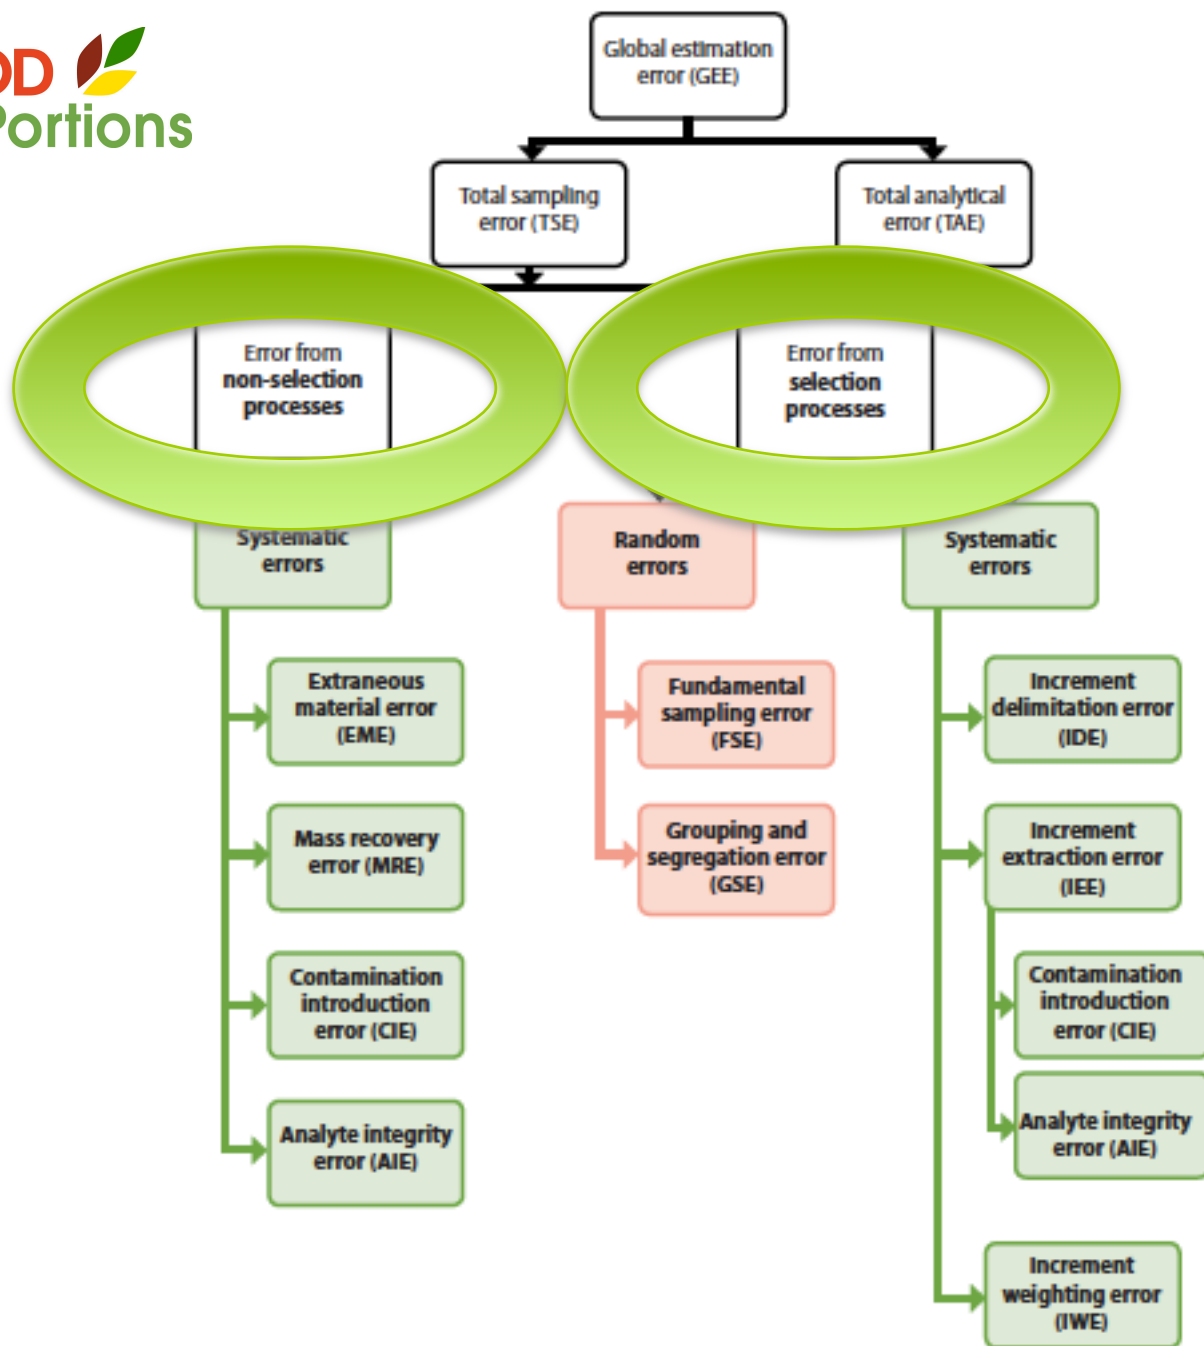 OD
Portions
Global estimation
error (GEE)
Total sampling
error (TSE)
Total analytical
error (TAE)
Error from
non-selection
processes
Error from
selection
processes
Systematic
errors
Random
errors
Systematic
errors
Extraneous
material error
(EME)
Fundamental
sampling error
(FSE)
Increment
delimitation error
(IDE)
Mass recovery
error (MRE)
Grouping and
segregation error
(GSE)
Increment
extraction error
(IEE)
Contamination
introduction
error (CIE)
Contamination
introduction
error (CIE)
Analyte integrity
error (AIE)
Analyte integrity
error (AIE)
Increment
weighting error
(IWE)